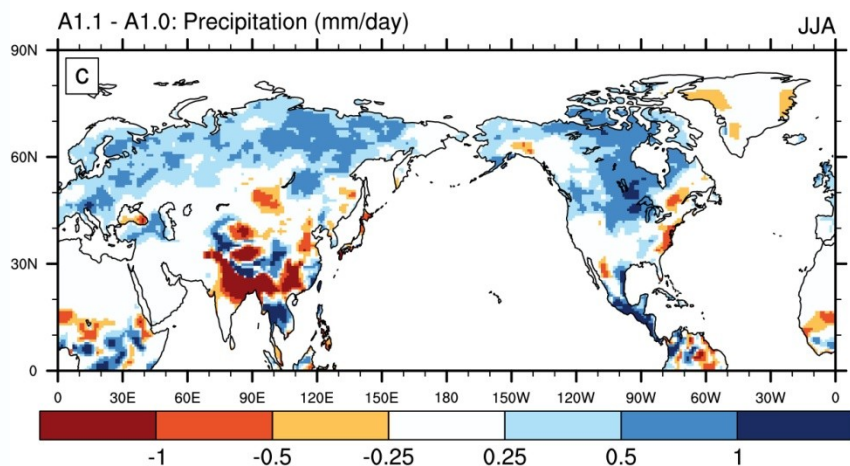 A1.1 - A1.0: Precipitation (mm/day) JJA
90N
C
60N
30N
0
0 30E 60E 90E 120E 150E 180 150W 120W 90W 60W 30W 0
-1 -0.5 -0.25 0.25 0.5 1